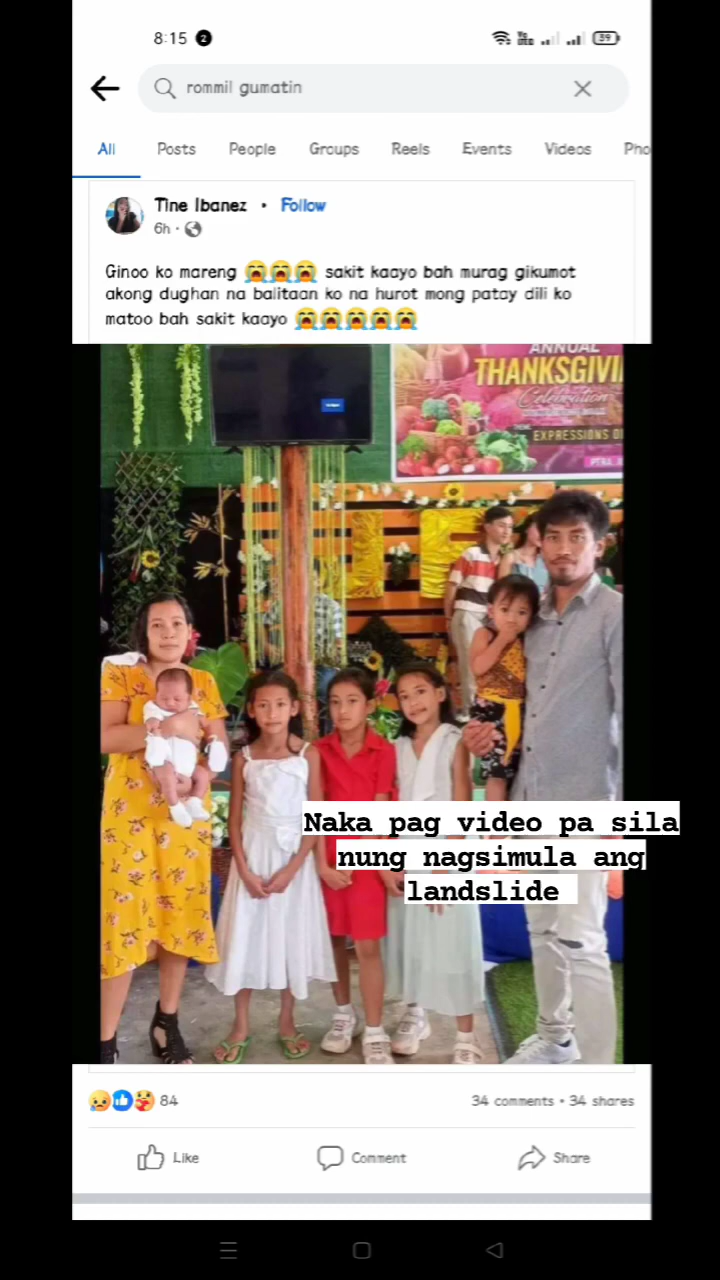 8:15 2
39
rommil gumatin
All Posts People Groups Reels Events Videos Pho
Tine Ibanez • Follow
6h ·
Ginoo ko mareng 😭😭😭 sakit kaayo bah murag gikumot
akong dughan na balitaan ko na hurot mong patay dili ko
matoo bah sakit kaayo 😭😭😭😭😭
ANNUAL
THANKSGIVI
Celebration
EXPRESSIONS O
Naka pag video pa sila
nung nagsimula ang
landslide
84
34 comments • 34 shares
Like Comment Share